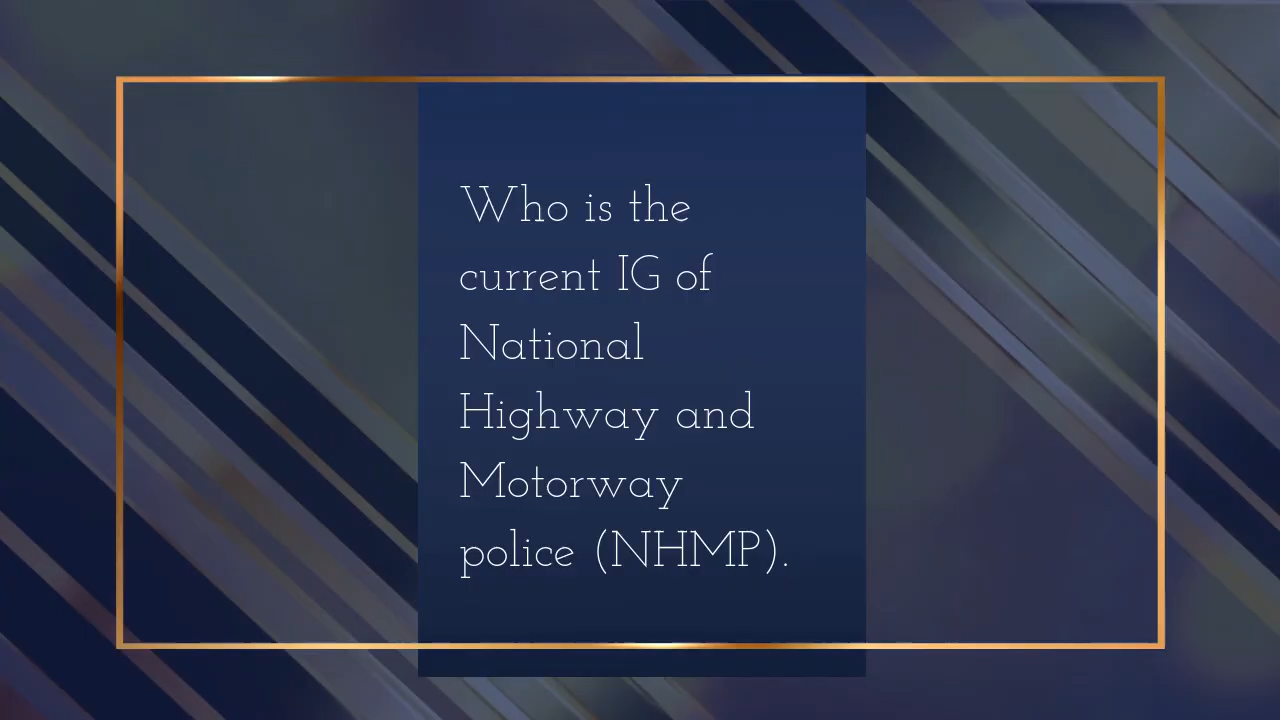 Who is the
current IG of
National
Highway and
Motorway
police (NHMP).